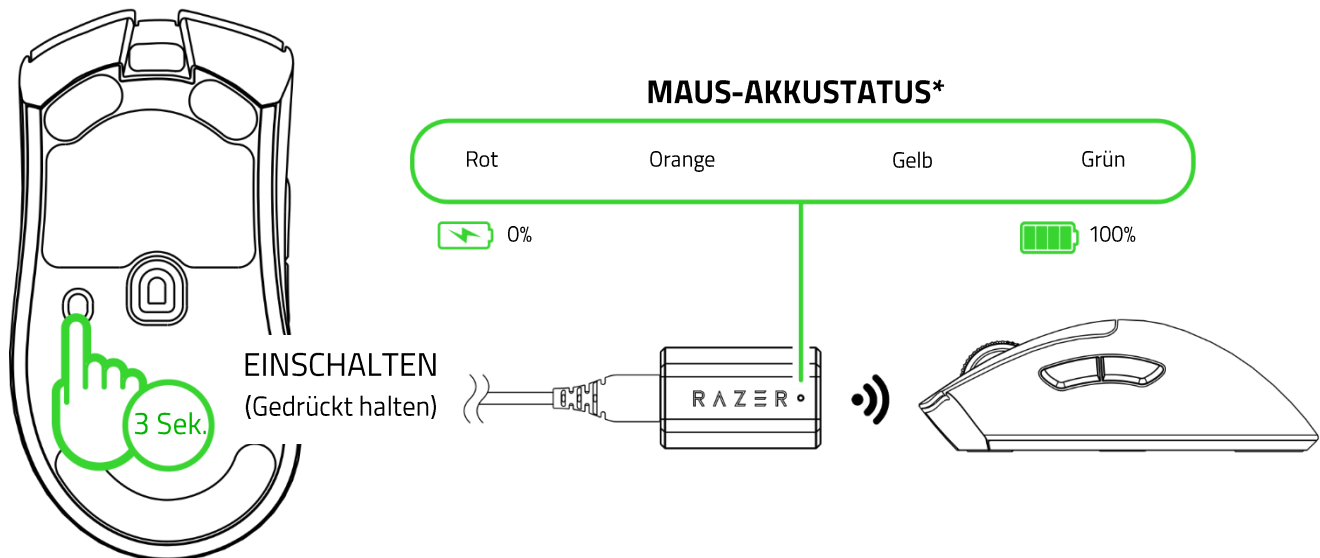 MAUS-AKKUSTATUS*
Rot Orange Gelb Grün
0% 100%
EINSCHALTEN
(Gedrückt halten)
3 Sek.
RAZER